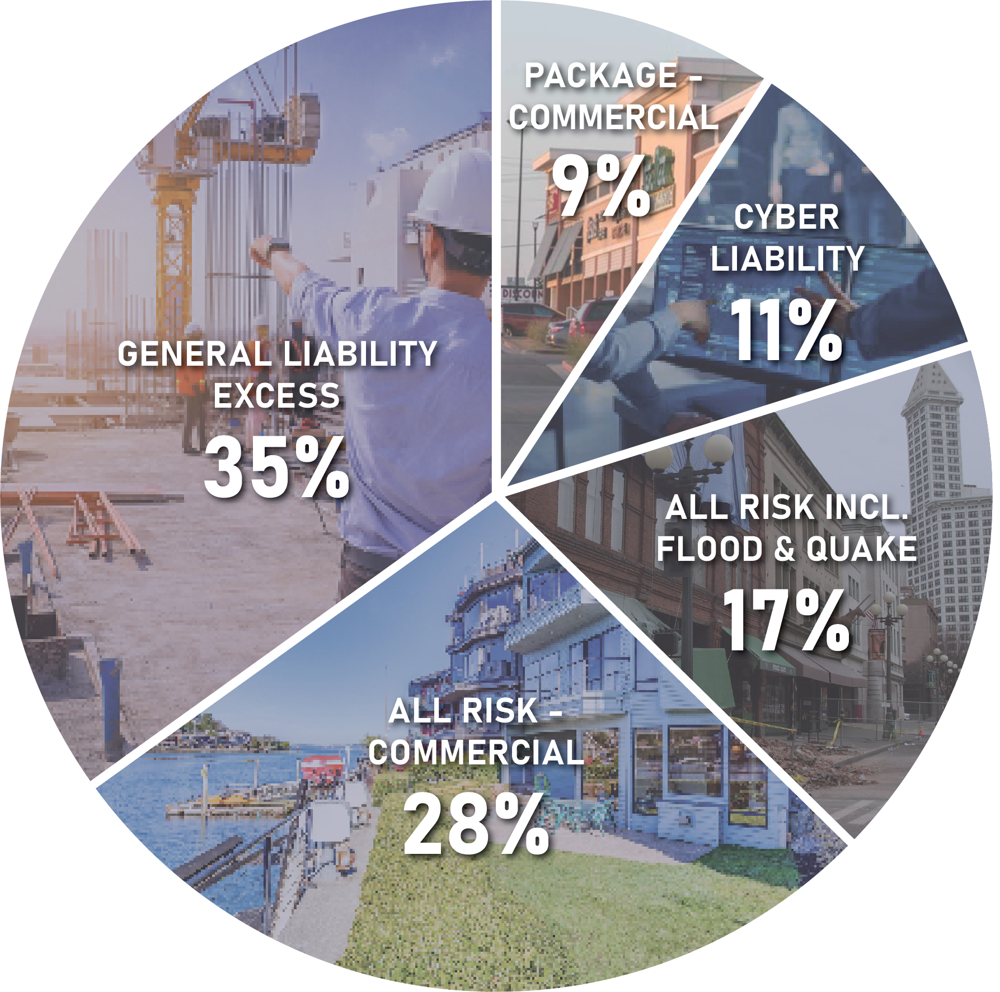 PACKAGE -
COMMERCIAL
9%
CYBER
LIABILITY
11%
GENERAL LIABILITY
EXCESS
35%
ALL RISK INCL.
FLOOD & QUAKE
17%
ALL RISK -
COMMERCIAL
28%
DISCOUN